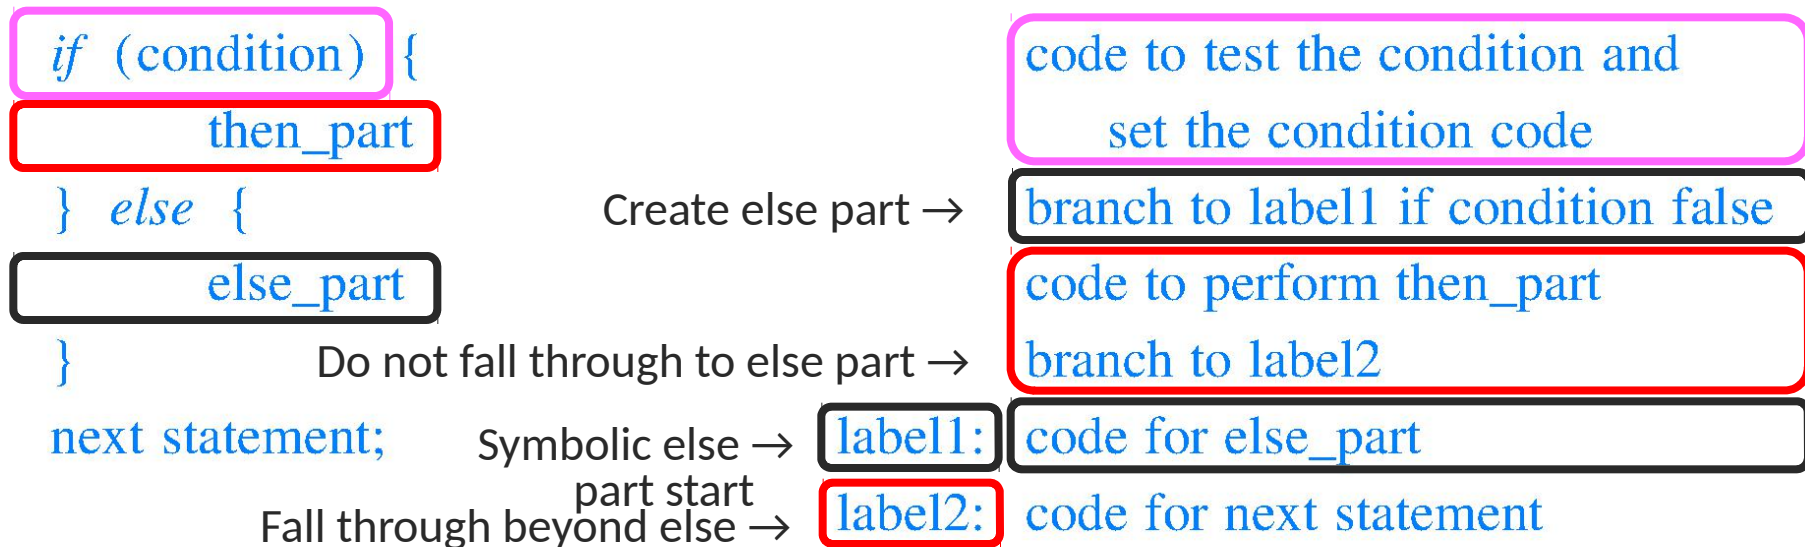 if (condition) {
then_part
} else {
else_part
}
next statement;
code to test the condition and
set the condition code
Create else part → branch to label1 if condition false
code to perform then_part
Do not fall through to else part → branch to label2
Symbolic else → label1: code for else_part
part start
Fall through beyond else → label2: code for next statement